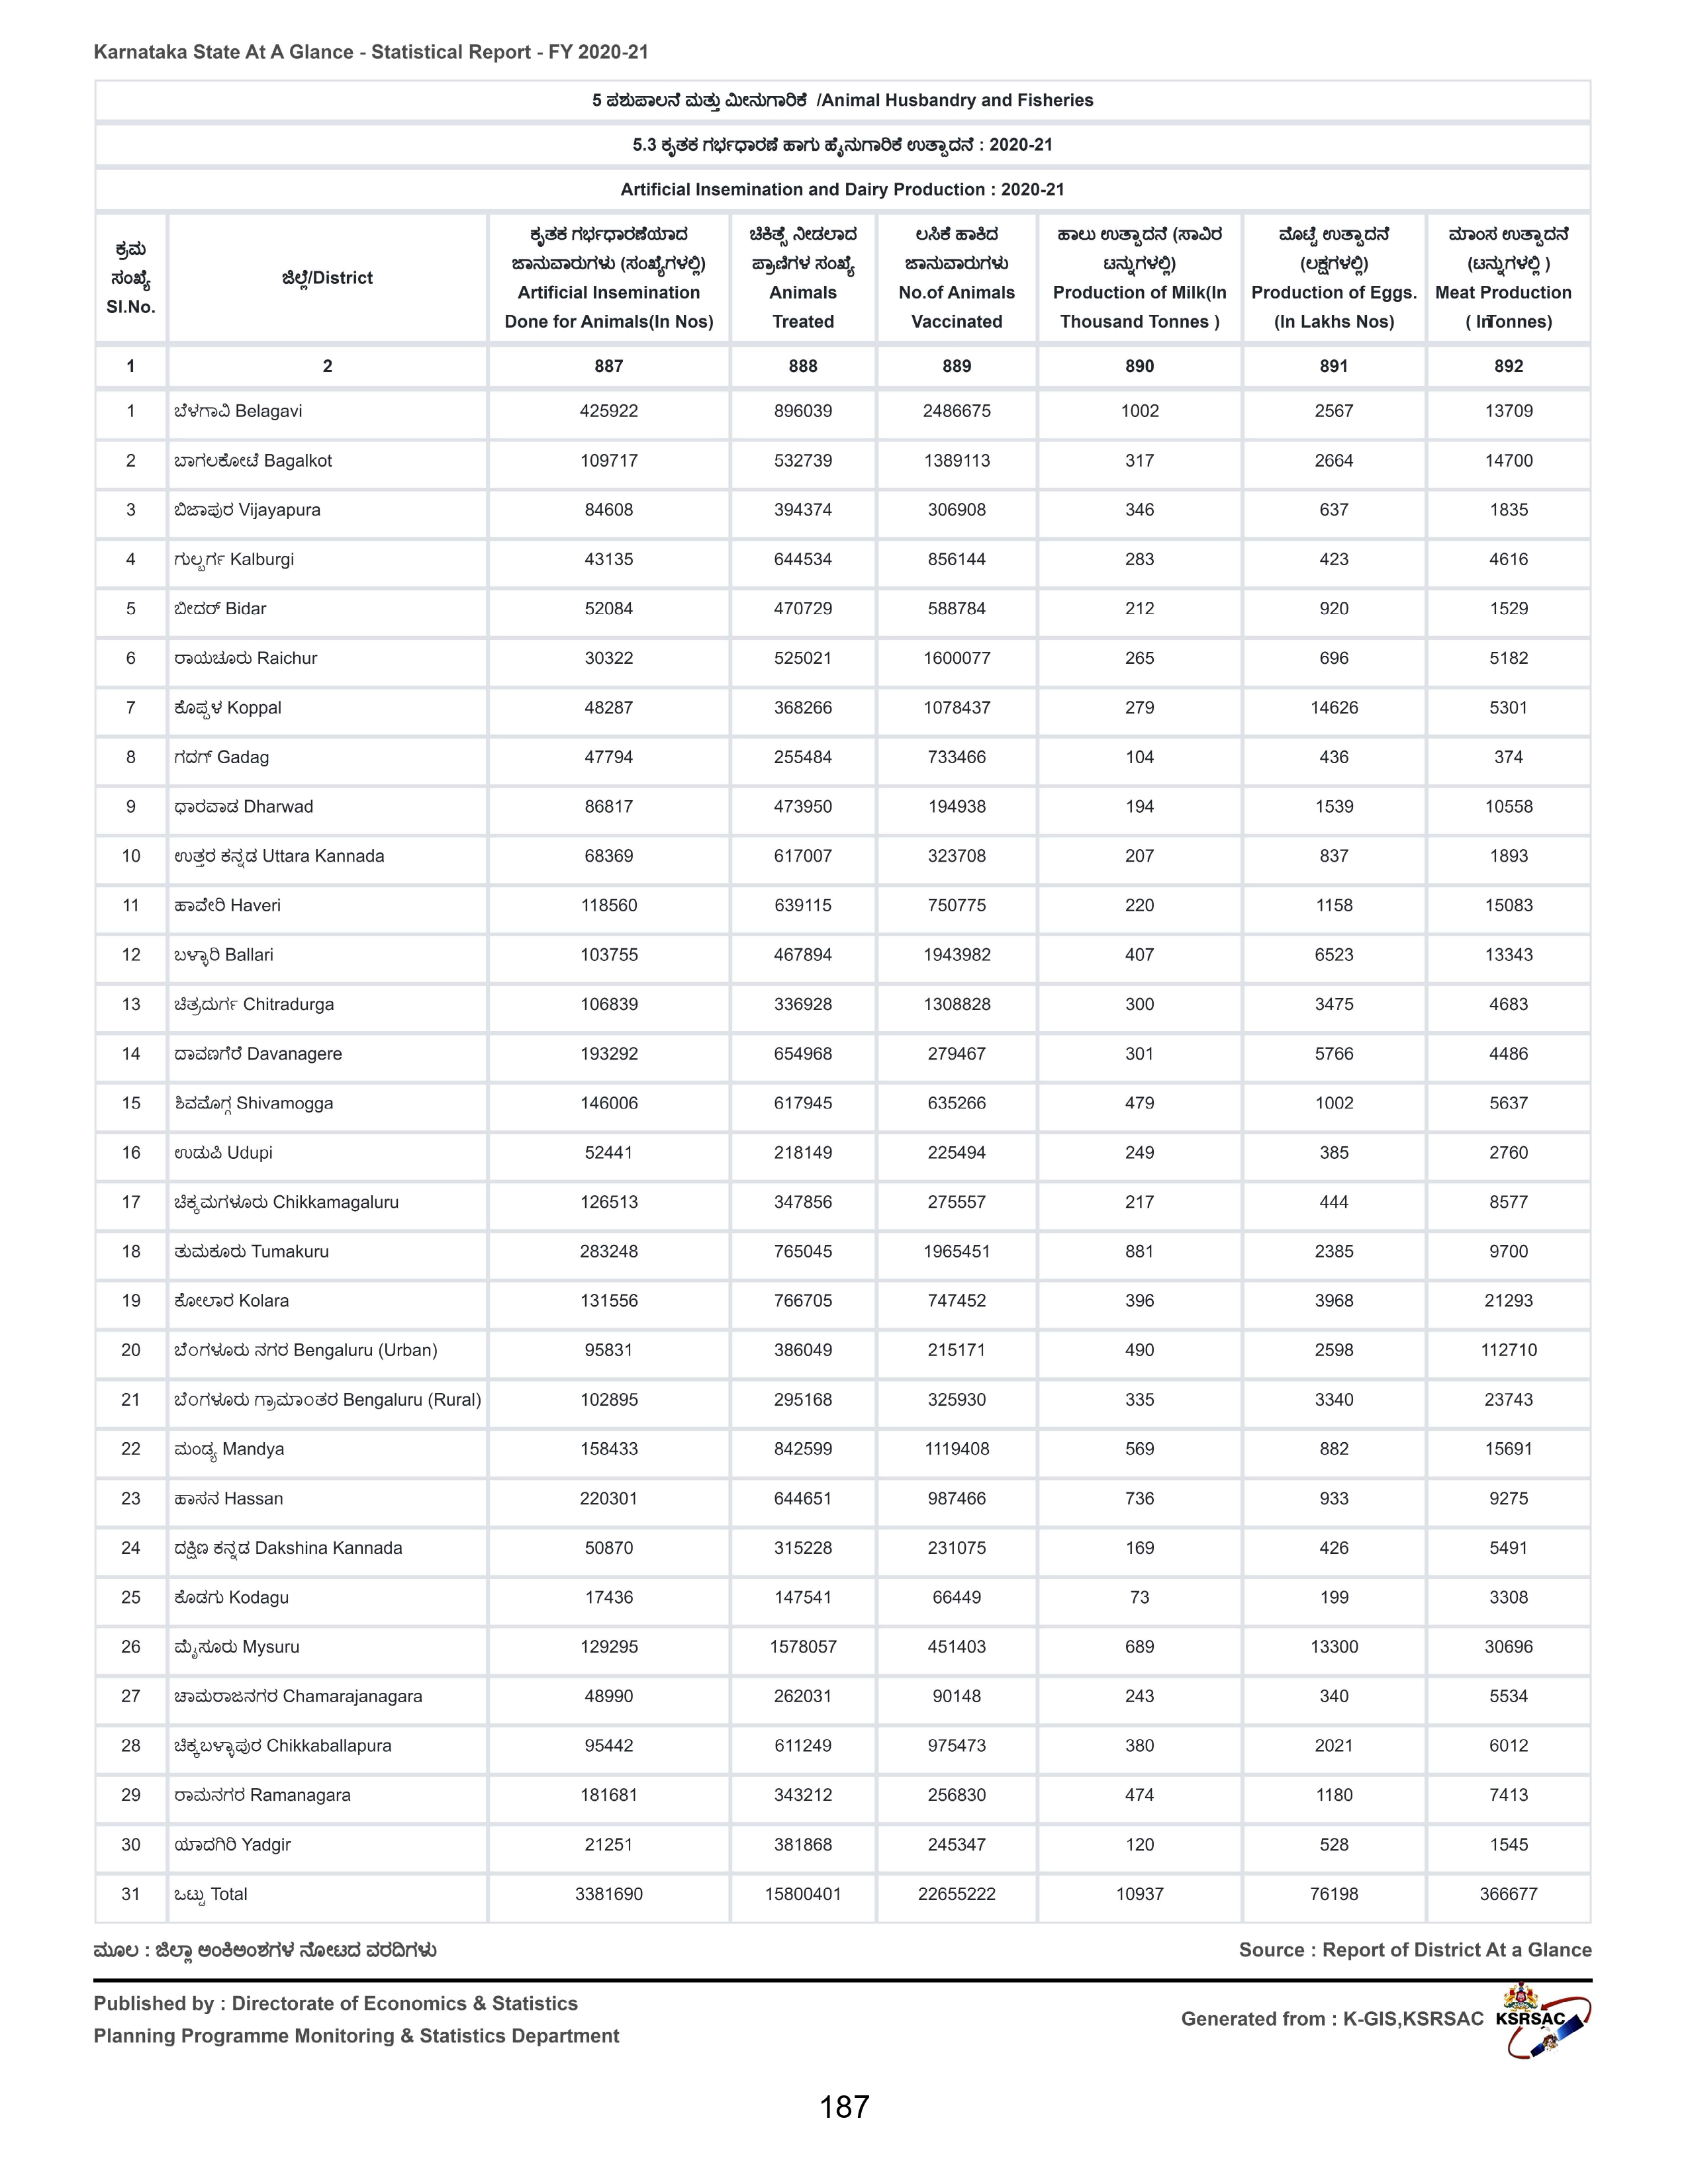 Karnataka State At A Glance - Statistical Report - FY 2020-21
5 ಪಶುಪಾಲನೆ ಮತ್ತು ಮೀನುಗಾರಿಕೆ /Animal Husbandry and Fisheries
5.3 ಕೃತಕ ಗರ್ಭಧಾರಣೆ ಹಾಗು ಹೈನುಗಾರಿಕೆ ಉತ್ಪಾದನೆ : 2020-21
Artificial Insemination and Dairy Production : 2020-21
ಕ್ರಮ ಸಂಖ್ಯೆ Sl.No. ಜಿಲ್ಲೆ/District ಕೃತಕ ಗರ್ಭಧಾರಣೆಯಾದ ಜಾನುವಾರುಗಳು (ಸಂಖ್ಯೆಗಳಲ್ಲಿ) Artificial Insemination Done for Animals(In Nos) ಚಿಕಿತ್ಸೆ ನೀಡಲಾದ ಪ್ರಾಣಿಗಳ ಸಂಖ್ಯೆ Animals Treated ಲಸಿಕೆ ಹಾಕಿದ ಜಾನುವಾರುಗಳು No.of Animals Vaccinated ಹಾಲು ಉತ್ಪಾದನೆ (ಸಾವಿರ ಟನ್ನುಗಳಲ್ಲಿ) Production of Milk(In Thousand Tonnes ) ಮೊಟ್ಟೆ ಉತ್ಪಾದನೆ (ಲಕ್ಷಗಳಲ್ಲಿ) Production of Eggs. (In Lakhs Nos) ಮಾಂಸ ಉತ್ಪಾದನೆ (ಟನ್ನುಗಳಲ್ಲಿ ) Meat Production ( In Tonnes)
1 2 887 888 889 890 891 892
1 ಬೆಳಗಾವಿ Belagavi 425922 896039 2486675 1002 2567 13709
2 ಬಾಗಲಕೋಟೆ Bagalkot 109717 532739 1389113 317 2664 14700
3 ಬಿಜಾಪುರ Vijayapura 84608 394374 306908 346 637 1835
4 ಗುಲ್ಬರ್ಗ Kalburgi 43135 644534 856144 283 423 4616
5 ಬೀದರ್ Bidar 52084 470729 588784 212 920 1529
6 ರಾಯಚೂರು Raichur 30322 525021 1600077 265 696 5182
7 ಕೊಪ್ಪಳ Koppal 48287 368266 1078437 279 14626 5301
8 ಗದಗ್ Gadag 47794 255484 733466 104 436 374
9 ಧಾರವಾಡ Dharwad 86817 473950 194938 194 1539 10558
10 ಉತ್ತರ ಕನ್ನಡ Uttara Kannada 68369 617007 323708 207 837 1893
11 ಹಾವೇರಿ Haveri 118560 639115 750775 220 1158 15083
12 ಬಳ್ಳಾರಿ Ballari 103755 467894 1943982 407 6523 13343
13 ಚಿತ್ರದುರ್ಗ Chitradurga 106839 336928 1308828 300 3475 4683
14 ದಾವಣಗೆರೆ Davanagere 193292 654968 279467 301 5766 4486
15 ಶಿವಮೊಗ್ಗ Shivamogga 146006 617945 635266 479 1002 5637
16 ಉಡುಪಿ Udupi 52441 218149 225494 249 385 2760
17 ಚಿಕ್ಕಮಗಳೂರು Chikkamagaluru 126513 347856 275557 217 444 8577
18 ತುಮಕೂರು Tumakuru 283248 765045 1965451 881 2385 9700
19 ಕೋಲಾರ Kolara 131556 766705 747452 396 3968 21293
20 ಬೆಂಗಳೂರು ನಗರ Bengaluru (Urban) 95831 386049 215171 490 2598 112710
21 ಬೆಂಗಳೂರು ಗ್ರಾಮಾಂತರ Bengaluru (Rural) 102895 295168 325930 335 3340 23743
22 ಮಂಡ್ಯ Mandya 158433 842599 1119408 569 882 15691
23 ಹಾಸನ Hassan 220301 644651 987466 736 933 9275
24 ದಕ್ಷಿಣ ಕನ್ನಡ Dakshina Kannada 50870 315228 231075 169 426 5491
25 ಕೊಡಗು Kodagu 17436 147541 66449 73 199 3308
26 ಮೈಸೂರು Mysuru 129295 1578057 451403 689 13300 30696
27 ಚಾಮರಾಜನಗರ Chamarajanagara 48990 262031 90148 243 340 5534
28 ಚಿಕ್ಕಬಳ್ಳಾಪುರ Chikkaballapura 95442 611249 975473 380 2021 6012
29 ರಾಮನಗರ Ramanagara 181681 343212 256830 474 1180 7413
30 ಯಾದಗಿರಿ Yadgir 21251 381868 245347 120 528 1545
31 ಒಟ್ಟು Total 3381690 15800401 22655222 10937 76198 366677
ಮೂಲ : ಜಿಲ್ಲಾ ಅಂಕಿಅಂಶಗಳ ನೋಟದ ವರದಿಗಳು Source : Report of District At a Glance
Published by : Directorate of Economics & Statistics
Planning Programme Monitoring & Statistics Department
Generated from : K-GIS,KSRSAC KSRSAC
187